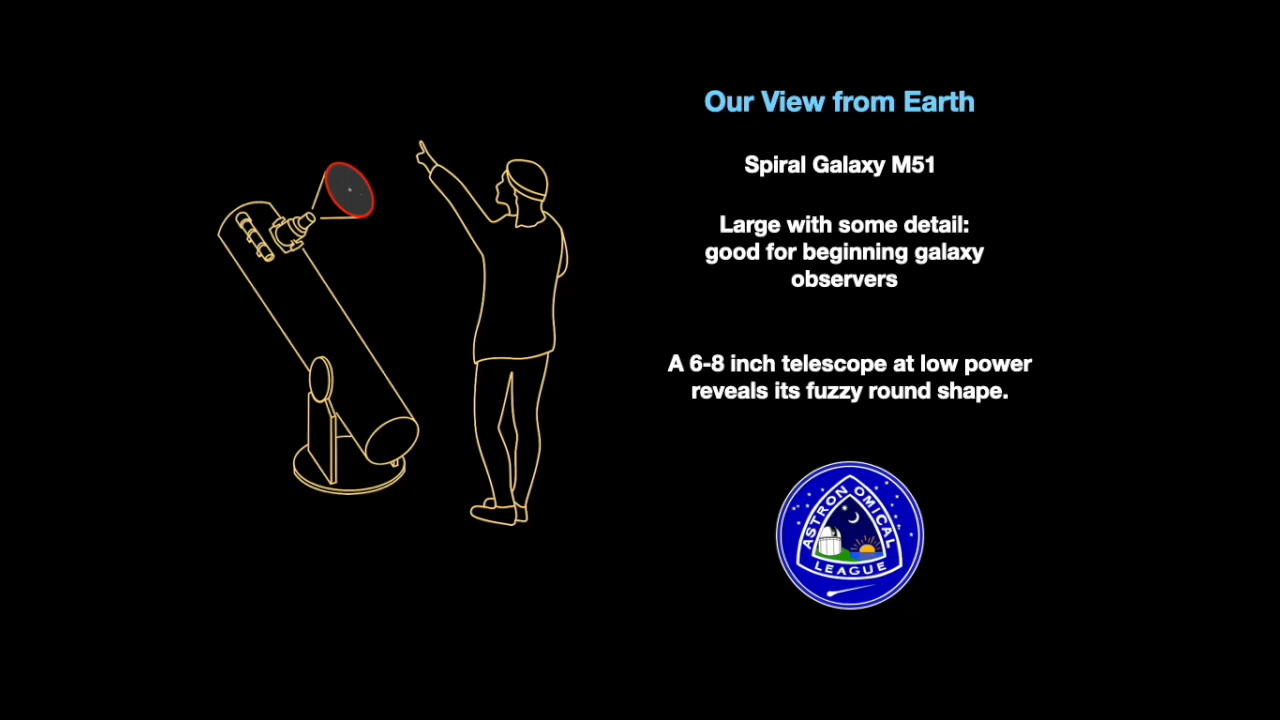 Our View from Earth
Spiral Galaxy M51
Large with some detail:
good for beginning galaxy
observers
A 6-8 inch telescope at low power
reveals its fuzzy round shape.
ASTRONOMICAL
LEAGUE